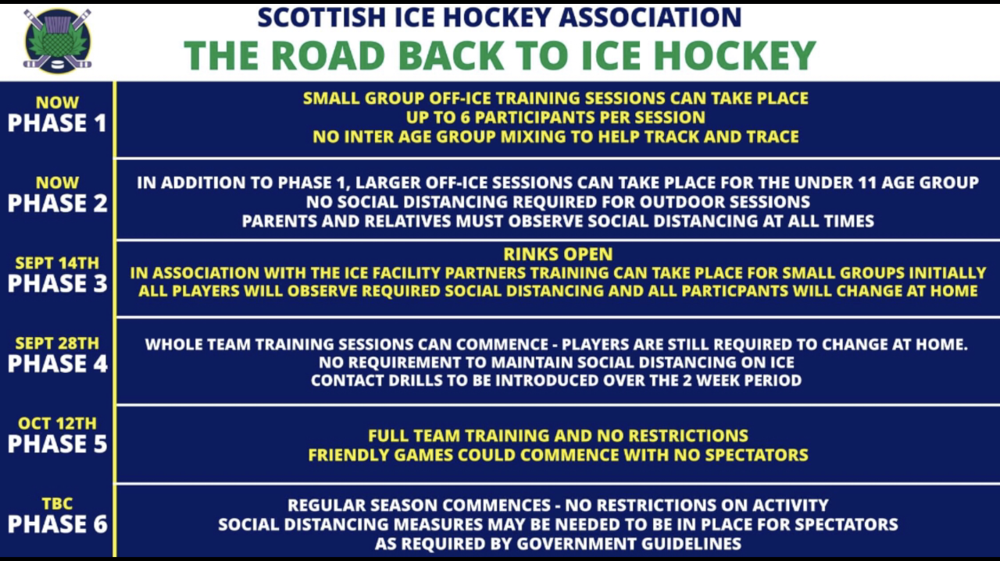 SCOTTISH ICE HOCKEY ASSOCIATION
THE ROAD BACK TO ICE HOCKEY
NOW
PHASE 1
SMALL GROUP OFF-ICE TRAINING SESSIONS CAN TAKE PLACE
UP TO 6 PARTICIPANTS PER SESSION
NO INTER AGE GROUP MIXING TO HELP TRACK AND TRACE
NOW
PHASE 2
IN ADDITION TO PHASE 1, LARGER OFF-ICE SESSIONS CAN TAKE PLACE FOR THE UNDER 11 AGE GROUP
NO SOCIAL DISTANCING REQUIRED FOR OUTDOOR SESSIONS
PARENTS AND RELATIVES MUST OBSERVE SOCIAL DISTANCING AT ALL TIMES
SEPT 14TH
PHASE 3
RINKS OPEN
IN ASSOCIATION WITH THE ICE FACILITY PARTNERS TRAINING CAN TAKE PLACE FOR SMALL GROUPS INITIALLY
ALL PLAYERS WILL OBSERVE REQUIRED SOCIAL DISTANCING AND ALL PARTICPANTS WILL CHANGE AT HOME
SEPT 28TH
PHASE 4
WHOLE TEAM TRAINING SESSIONS CAN COMMENCE - PLAYERS ARE STILL REQUIRED TO CHANGE AT HOME.
NO REQUIREMENT TO MAINTAIN SOCIAL DISTANCING ON ICE
CONTACT DRILLS TO BE INTRODUCED OVER THE 2 WEEK PERIOD
OCT 12TH
PHASE 5
FULL TEAM TRAINING AND NO RESTRICTIONS
FRIENDLY GAMES COULD COMMENCE WITH NO SPECTATORS
TBC
PHASE 6
REGULAR SEASON COMMENCES - NO RESTRICTIONS ON ACTIVITY
SOCIAL DISTANCING MEASURES MAY BE NEEDED TO BE IN PLACE FOR SPECTATORS
AS REQUIRED BY GOVERNMENT GUIDELINES